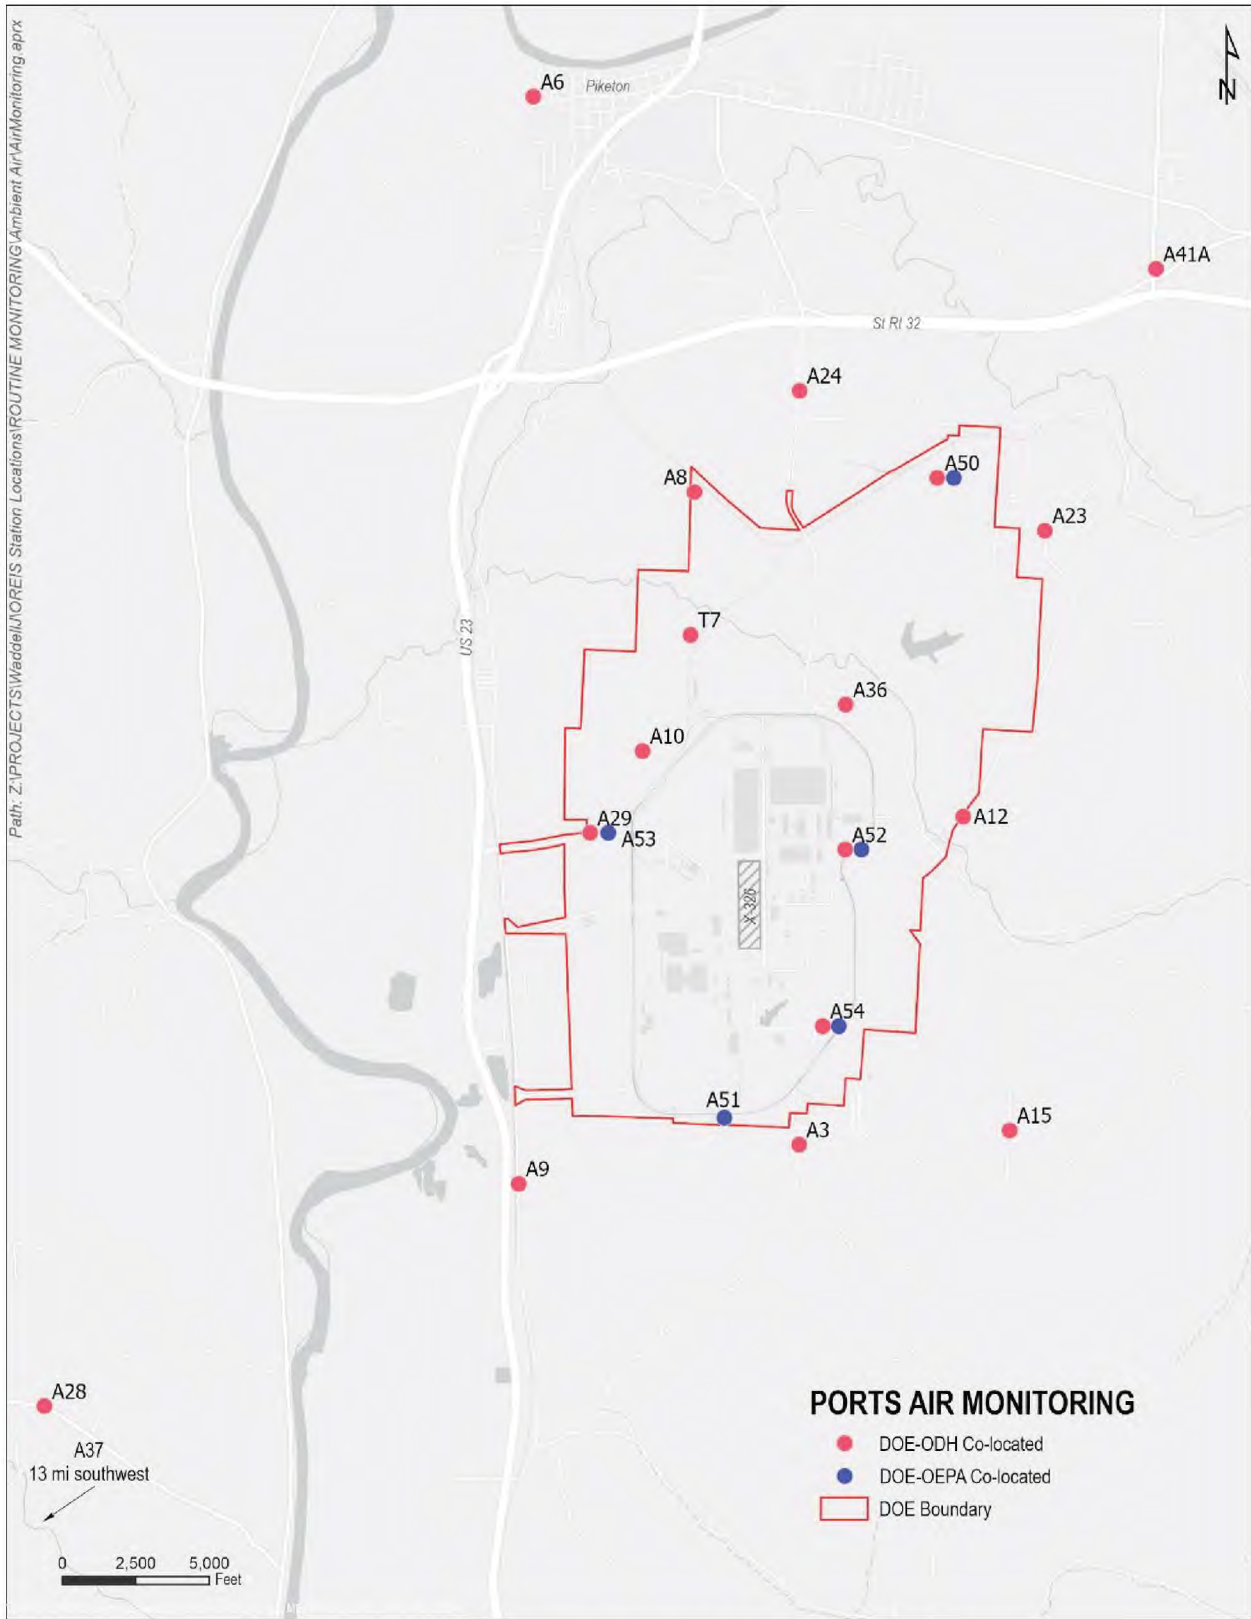 Path: Z:\PROJECTS\WaddellJ\OREIS Station Locations\ROUTINE MONITORING\Ambient Air\AirMonitoring.aprx
N
A6
Piketon
A41A
St Rt 32
A24
A50
A8
A23
T7
US 23
A36
A10
A29
A53
A12
A52
X-326
A54
A51
A3
A15
A9
A28
A37
13 mi southwest
PORTS AIR MONITORING
DOE-ODH Co-located
DOE-OEPA Co-located
DOE Boundary
0 2,500 5,000
Feet